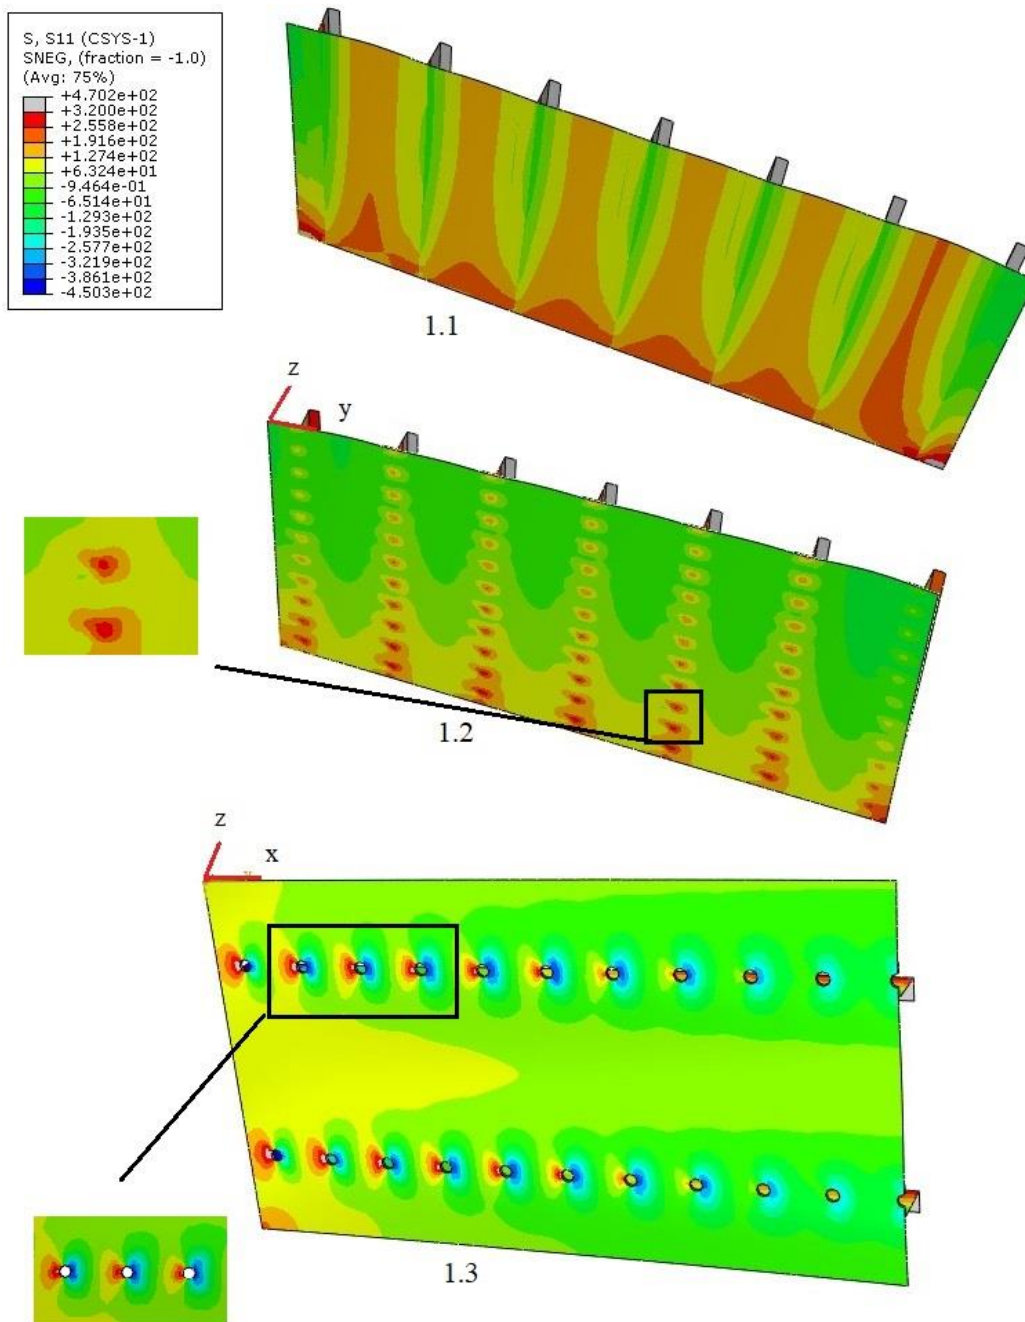 S, S11 (CSYS-1)
SNEG, (fraction = -1.0)
(Avg: 75%)
+4.702e+02
+3.200e+02
+2.558e+02
+1.916e+02
+1.274e+02
+6.324e+01
-9.464e-01
-6.514e+01
-1.293e+02
-1.935e+02
-2.577e+02
-3.219e+02
-3.861e+02
-4.503e+02
1.1
z
y
1.2
z
x
1.3